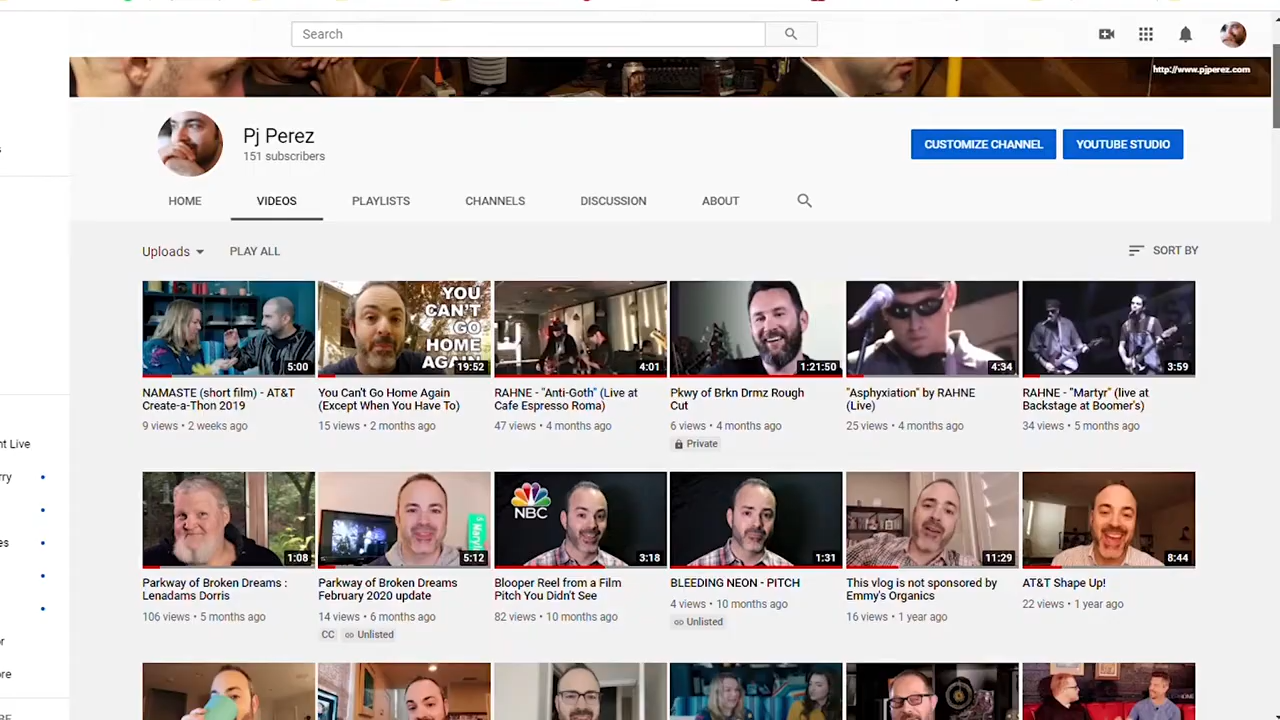 Search
http://www.pjperez.com
Pj Perez
151 subscribers
CUSTOMIZE CHANNEL
YOUTUBE STUDIO
HOME
VIDEOS
PLAYLISTS
CHANNELS
DISCUSSION
ABOUT
Uploads
PLAY ALL
SORT BY
5:00
YOU
CAN'T
GO
HOME
AGAIN
19:52
4:01
1:21:50
4:34
3:59
NAMASTE (short film) - AT&T
Create-a-Thon 2019
9 views • 2 weeks ago
You Can't Go Home Again
(Except When You Have To)
15 views • 2 months ago
RAHNE - "Anti-Goth" (Live at
Cafe Espresso Roma)
47 views • 4 months ago
Pkwy of Brkn Drmz Rough
Cut
6 views • 4 months ago
Private
"Asphyxiation" by RAHNE
(Live)
25 views • 4 months ago
RAHNE - "Martyr" (live at
Backstage at Boomer's)
34 views • 5 months ago
nt Live
rry
es
or
ore
1:08
5:12
NBC
3:18
1:31
11:29
8:44
Parkway of Broken Dreams :
Lenadams Dorris
106 views • 5 months ago
Parkway of Broken Dreams
February 2020 update
14 views • 6 months ago
CC
Unlisted
Blooper Reel from a Film
Pitch You Didn't See
82 views • 10 months ago
BLEEDING NEON - PITCH
4 views • 10 months ago
Unlisted
This vlog is not sponsored by
Emmy's Organics
16 views • 1 year ago
AT&T Shape Up!
22 views • 1 year ago